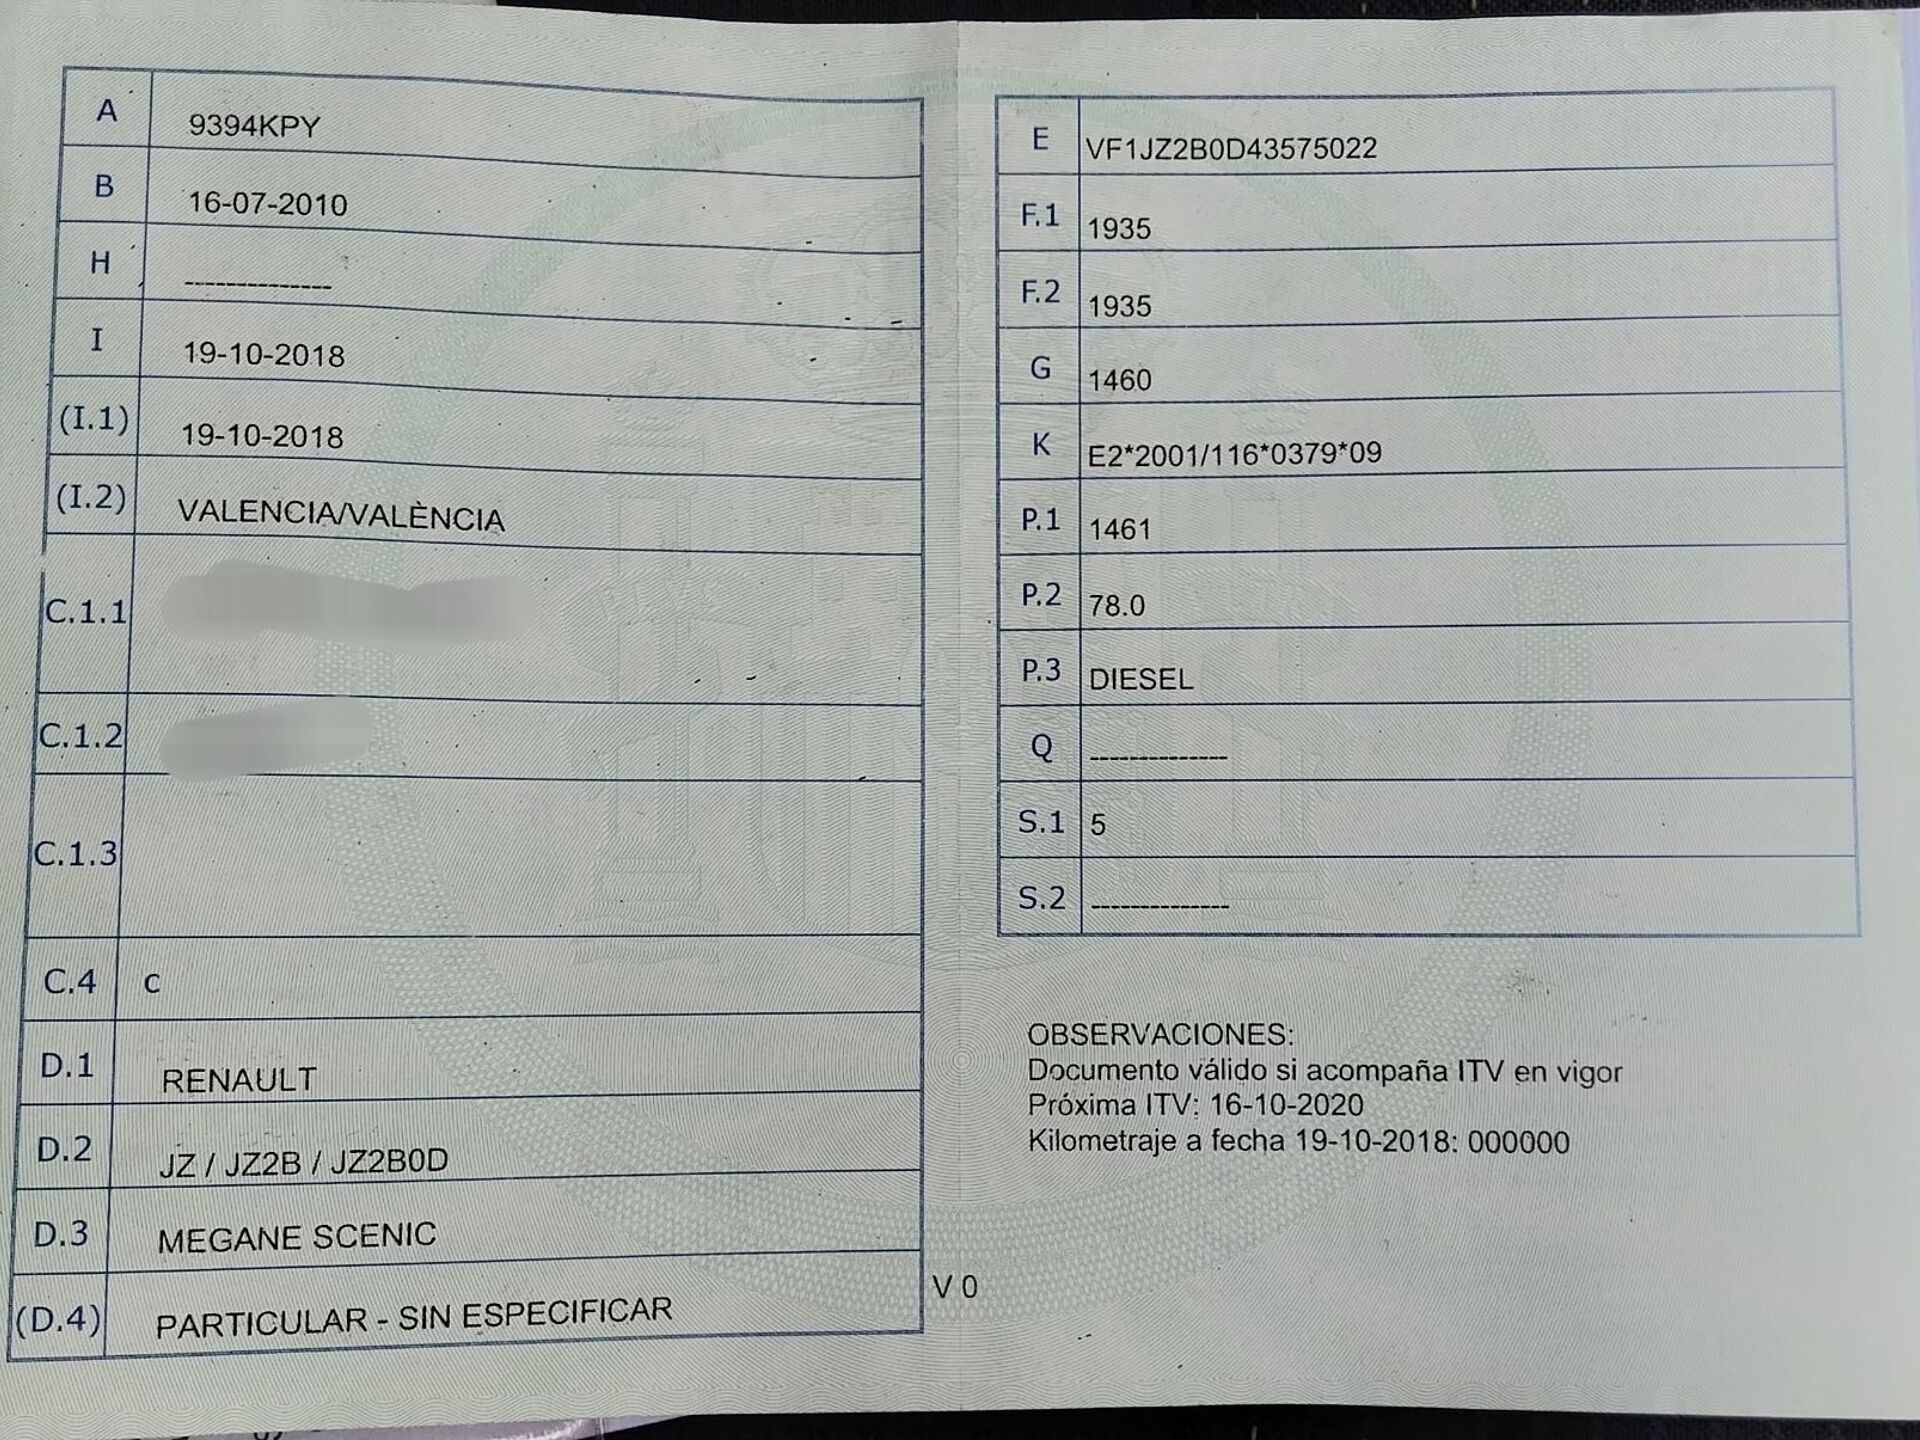 A 9394KPY
B 16-07-2010
H --------------
I 19-10-2018
(I.1) 19-10-2018
(I.2) VALENCIA/VALÈNCIA
C.1.1
C.1.2
C.1.3
C.4 c
D.1 RENAULT
D.2 JZ / JZ2B / JZ2B0D
D.3 MEGANE SCENIC
(D.4) PARTICULAR - SIN ESPECIFICAR
E VF1JZ2B0D43575022
F.1 1935
F.2 1935
G 1460
K E2*2001/116*0379*09
P.1 1461
P.2 78.0
P.3 DIESEL
Q --------------
S.1 5
S.2 --------------
OBSERVACIONES:
Documento válido si acompaña ITV en vigor
Próxima ITV: 16-10-2020
Kilometraje a fecha 19-10-2018: 000000
V 0